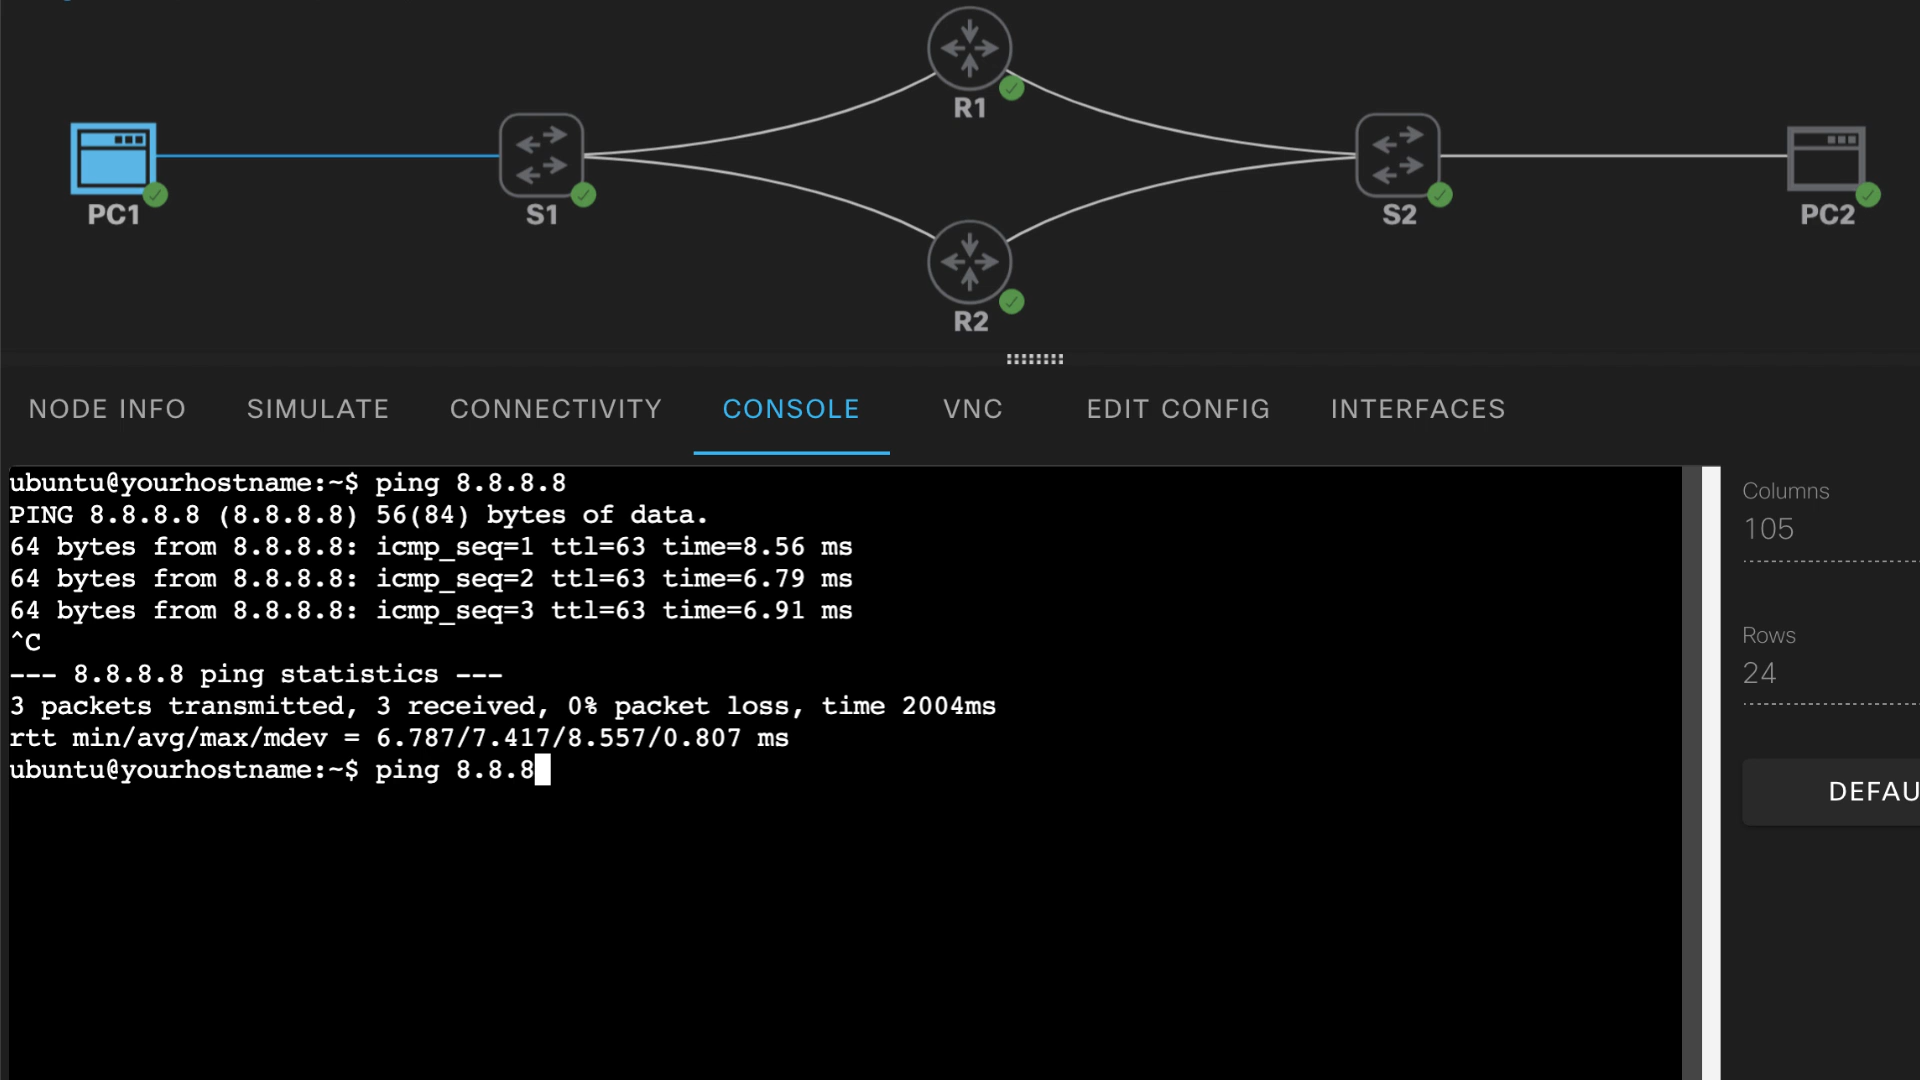 R1
PC1
S1
S2
PC2
R2
NODE INFO SIMULATE CONNECTIVITY CONSOLE VNC EDIT CONFIG INTERFACES
ubuntu@yourhostname:~$ ping 8.8.8.8
PING 8.8.8.8 (8.8.8.8) 56(84) bytes of data.
64 bytes from 8.8.8.8: icmp_seq=1 ttl=63 time=8.56 ms
64 bytes from 8.8.8.8: icmp_seq=2 ttl=63 time=6.79 ms
64 bytes from 8.8.8.8: icmp_seq=3 ttl=63 time=6.91 ms
^C
--- 8.8.8.8 ping statistics ---
3 packets transmitted, 3 received, 0% packet loss, time 2004ms
rtt min/avg/max/mdev = 6.787/7.417/8.557/0.807 ms
ubuntu@yourhostname:~$ ping 8.8.8
Columns
105
Rows
24
DEFAU